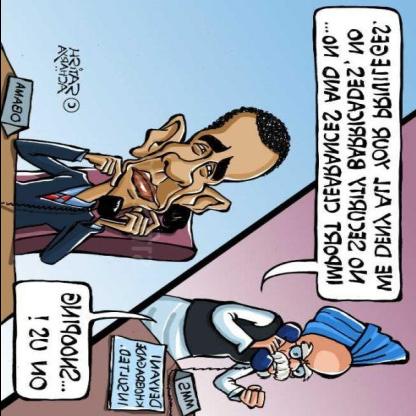 ME DENY ALL YOUR PRIVILEGES.
NO SECURITY BARRICADES, NO
IMPORT CLEARANCES AND NO...
...SNOOPING
ON US !
DEVYANI
KHOBRAGADE
INSULTED.
MMS
OBAMA
©